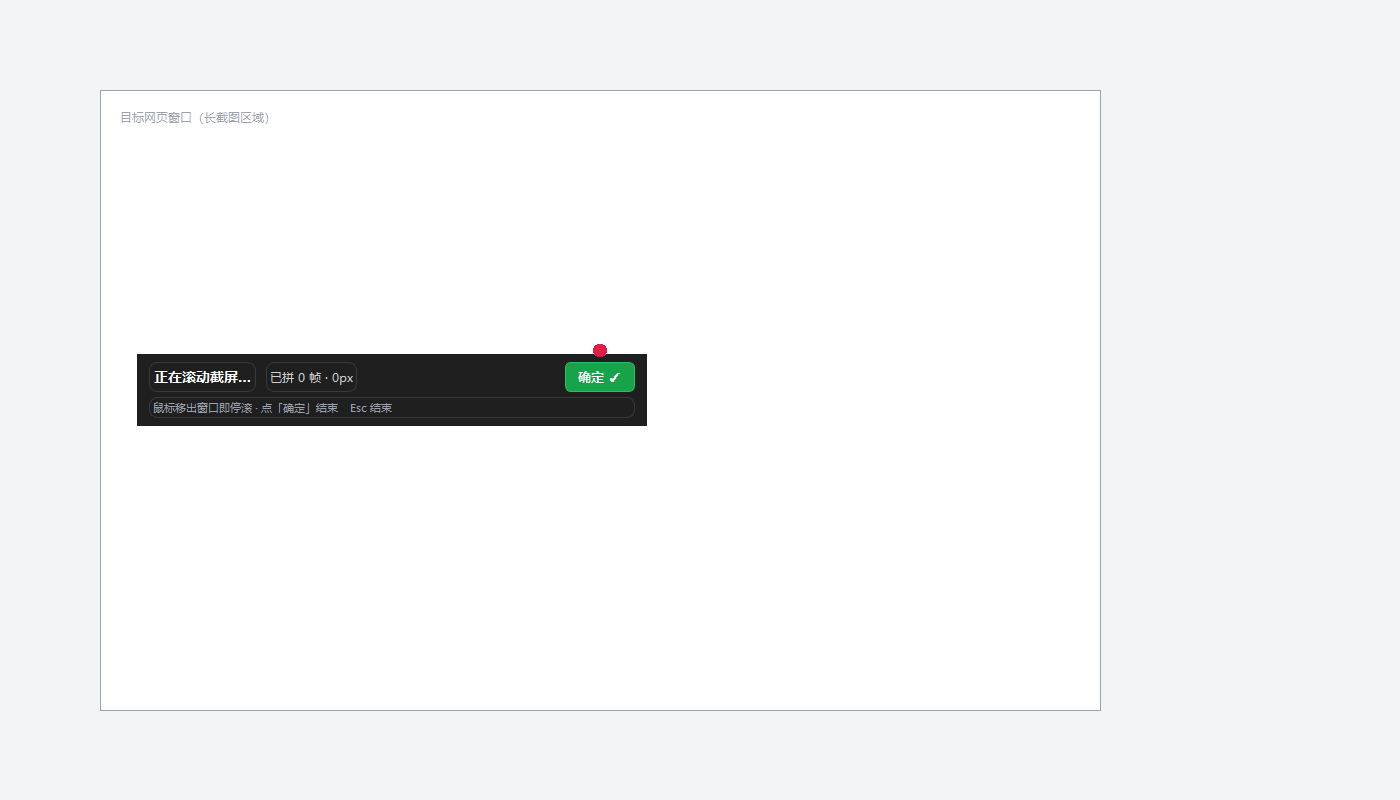 目标网页窗口（长截图区域）
正在滚动截屏... 已拼 0 帧 · 0px 确定 ✔
鼠标移出窗口即停滚 · 点「确定」结束 Esc 结束